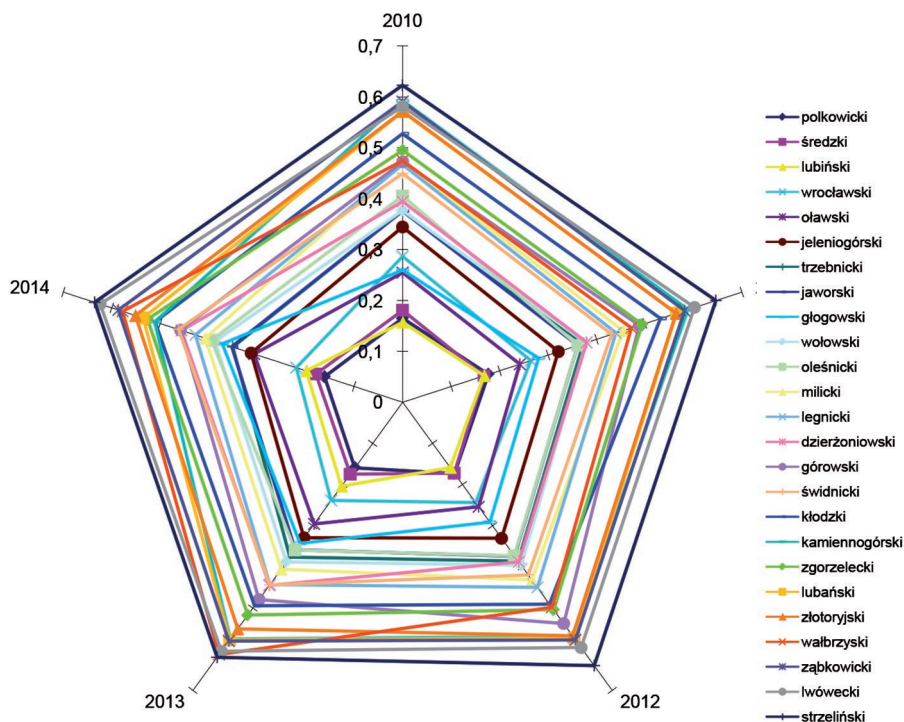 2010
0,7
0,6
0,5
0,4
0,3
0,2
0,1
0
2014
2013
2012
polkowicki
średzki
lubiński
wrocławski
oławski
jeleniogórski
trzebnicki
jaworski
głogowski
wołowski
oleśnicki
milicki
legnicki
dzierżoniowski
górowski
świdnicki
kłodzki
kamiennogórski
zgorzelecki
lubański
złotoryjski
wałbrzyski
ząbkowicki
lwówecki
strzeliński